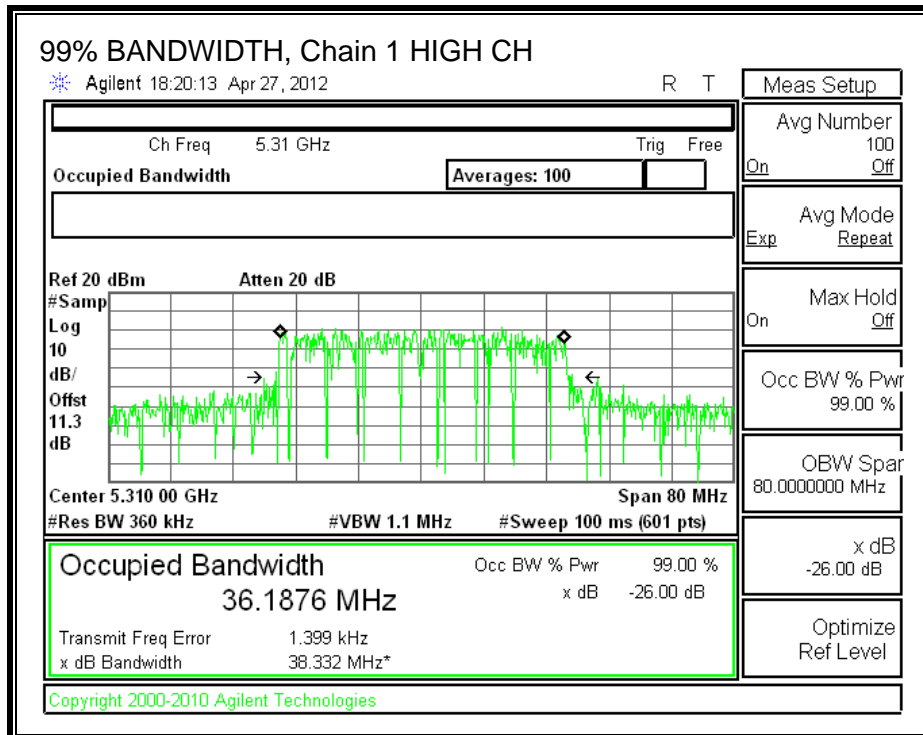 99% BANDWIDTH, Chain 1 HIGH CH
Agilent 18:20:13 Apr 27, 2012 R T
Ch Freq 5.31 GHz Trig Free
Occupied Bandwidth Averages: 100
Ref 20 dBm Atten 20 dB
#Samp
Log
10
dB/
Offst
11.3
dB
Center 5.310 00 GHz Span 80 MHz
#Res BW 360 kHz #VBW 1.1 MHz #Sweep 100 ms (601 pts)
Occupied Bandwidth Occ BW % Pwr 99.00 %
36.1876 MHz x dB -26.00 dB
Transmit Freq Error 1.399 kHz
x dB Bandwidth 38.332 MHz*
Copyright 2000-2010 Agilent Technologies
Meas Setup
Avg Number
100
On Off
Avg Mode
Exp Repeat
Max Hold
On Off
Occ BW % Pwr
99.00 %
OBW Span
80.0000000 MHz
x dB
-26.00 dB
Optimize
Ref Level